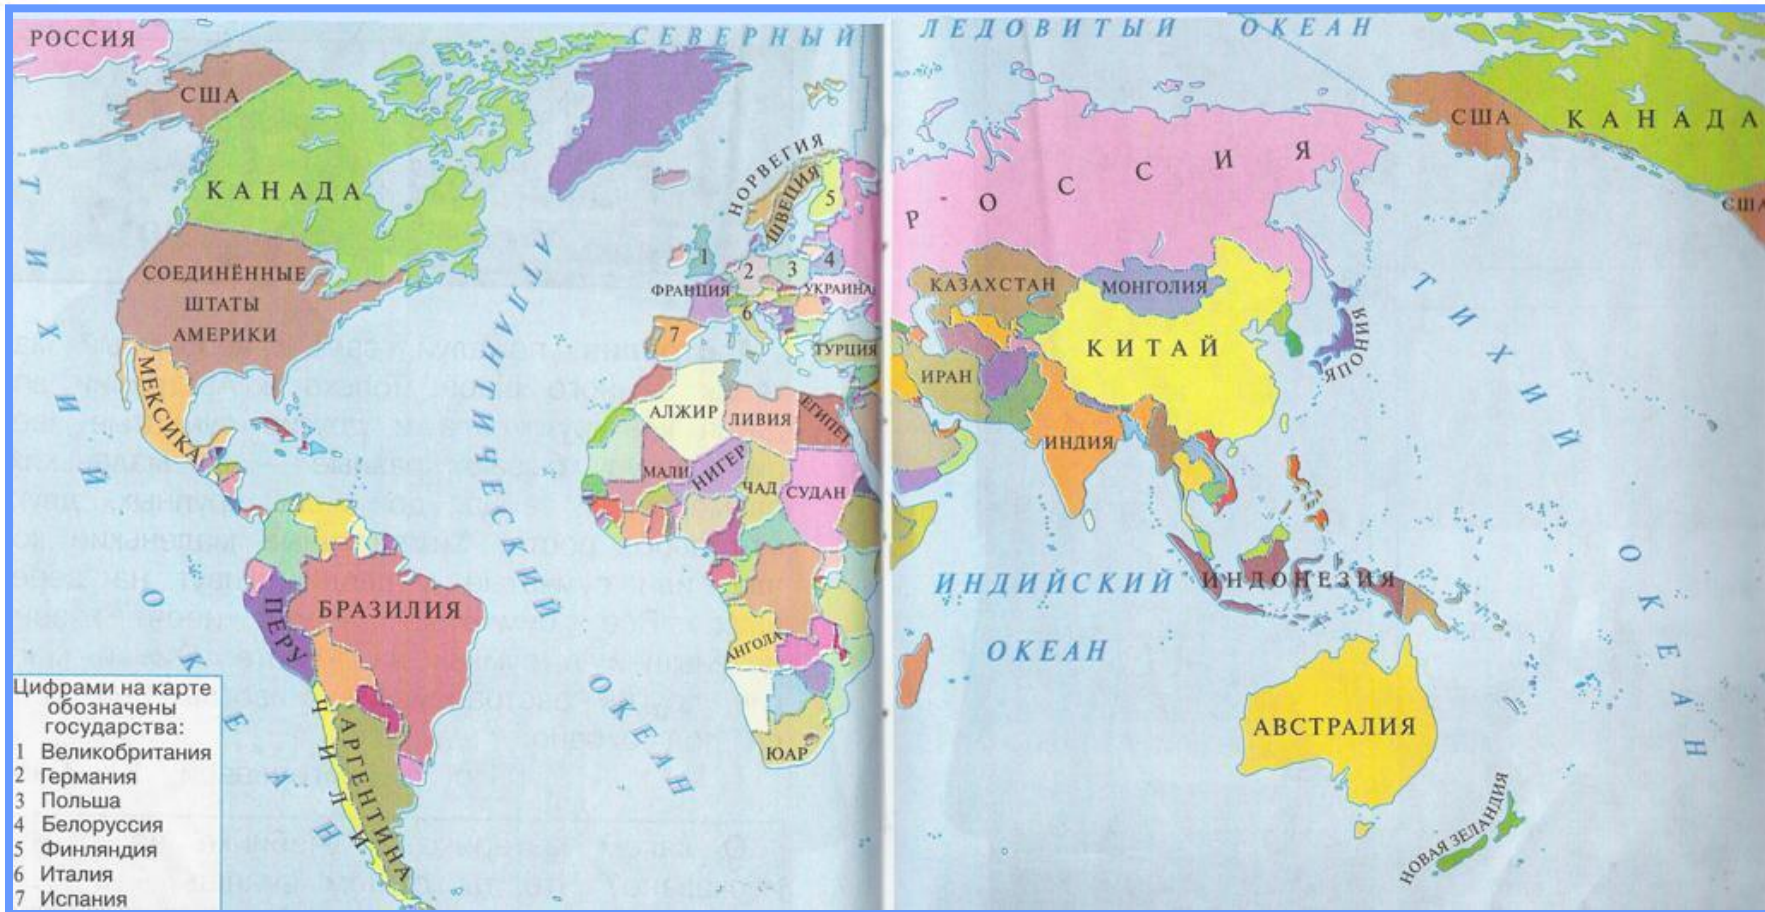 СЕВЕРНЫЙ ЛЕДОВИТЫЙ ОКЕАН
РОССИЯ
США
КАНАДА
СОЕДИНЁННЫЕ
ШТАТЫ
АМЕРИКИ
МЕКСИКА
ТИХИЙ ОКЕАН
АТЛАНТИЧЕСКИЙ ОКЕАН
ПЕРУ
БРАЗИЛИЯ
ЧИЛИ
АРГЕНТИНА
НОРВЕГИЯ
ШВЕЦИЯ
5
1
2
3
4
ФРАНЦИЯ
УКРАИНА
6
7
ТУРЦИЯ
АЛЖИР
ЛИВИЯ
ЕГИПЕТ
МАЛИ
НИГЕР
ЧАД
СУДАН
АНГОЛА
ЮАР
РОССИЯ
США
КАНАДА
США
КАЗАХСТАН
МОНГОЛИЯ
КИТАЙ
ЯПОНИЯ
ИРАН
ИНДИЯ
ТИХИЙ ОКЕАН
ИНДИЙСКИЙ
ОКЕАН
ИНДОНЕЗИЯ
АВСТРАЛИЯ
НОВАЯ ЗЕЛАНДИЯ
Цифрами на карте
обозначены
государства:
1 Великобритания
2 Германия
3 Польша
4 Белоруссия
5 Финляндия
6 Италия
7 Испания